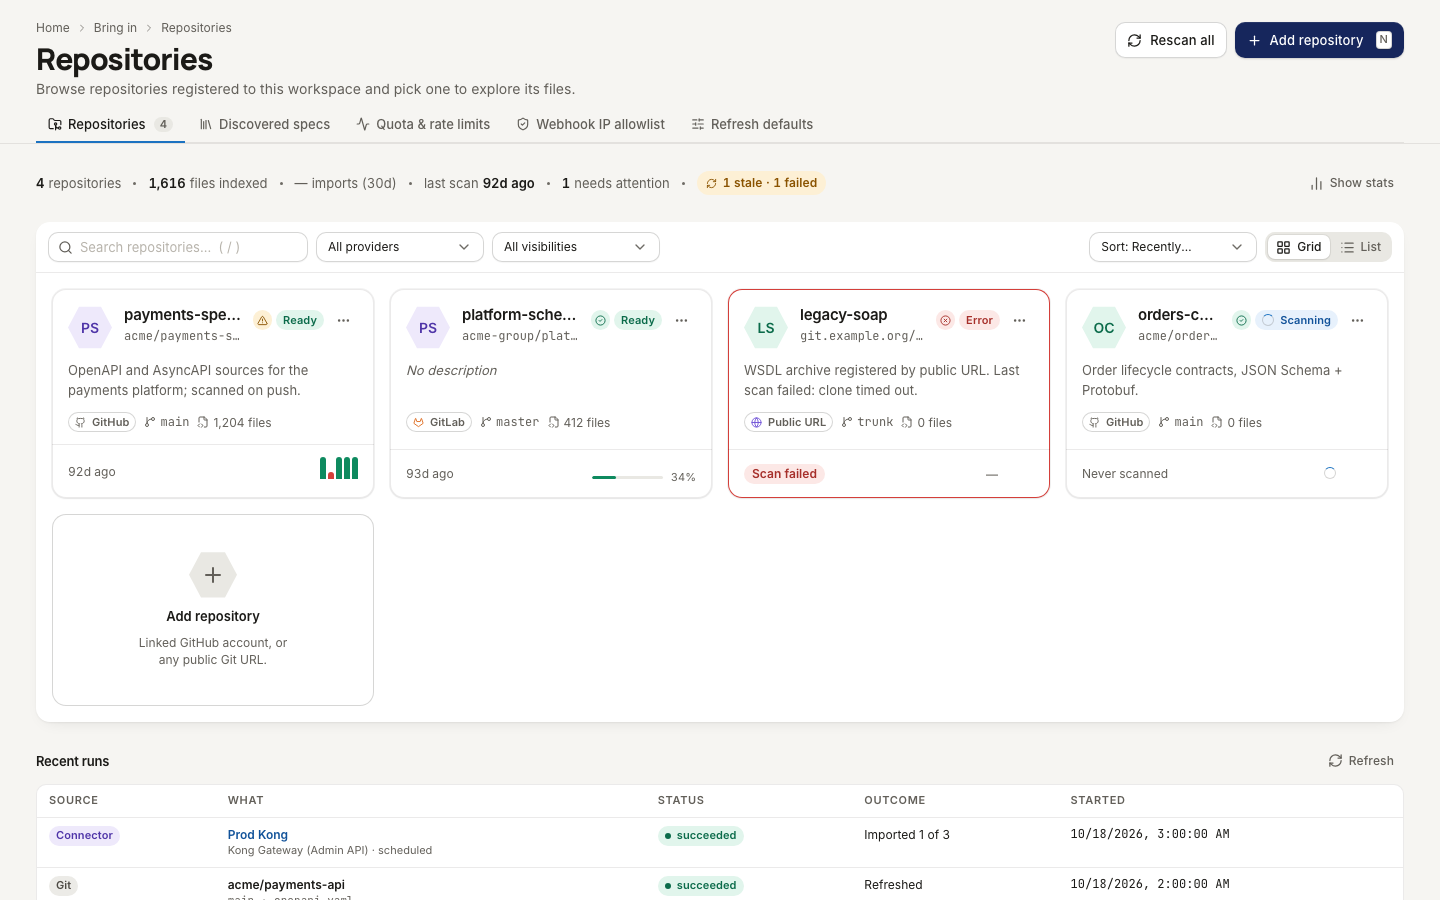 Home > Bring in > Repositories
Repositories
Browse repositories registered to this workspace and pick one to explore its files.
Rescan all
+ Add repository N
Repositories 4
Discovered specs
Quota & rate limits
Webhook IP allowlist
Refresh defaults
4 repositories • 1,616 files indexed • — imports (30d) • last scan 92d ago • 1 needs attention • 1 stale · 1 failed
Show stats
Search repositories... ( / )
All providers
All visibilities
Sort: Recently...
Grid
List
PS
payments-spe...
Ready
acme/payments-s…
OpenAPI and AsyncAPI sources for the
payments platform; scanned on push.
GitHub main 1,204 files
92d ago
PS
platform-sche...
Ready
acme-group/plat…
No description
GitLab master 412 files
93d ago
34%
LS
legacy-soap
Error
git.example.org/…
WSDL archive registered by public URL. Last
scan failed: clone timed out.
Public URL trunk 0 files
Scan failed
—
OC
orders-c...
Scanning
acme/order…
Order lifecycle contracts, JSON Schema +
Protobuf.
GitHub main 0 files
Never scanned
Add repository
Linked GitHub account, or
any public Git URL.
Recent runs
Refresh
SOURCE WHAT STATUS OUTCOME STARTED
Connector Prod Kong succeeded Imported 1 of 3 10/18/2026, 3:00:00 AM
Kong Gateway (Admin API) · scheduled
Git acme/payments-api succeeded Refreshed 10/18/2026, 2:00:00 AM
main · openapi.yaml